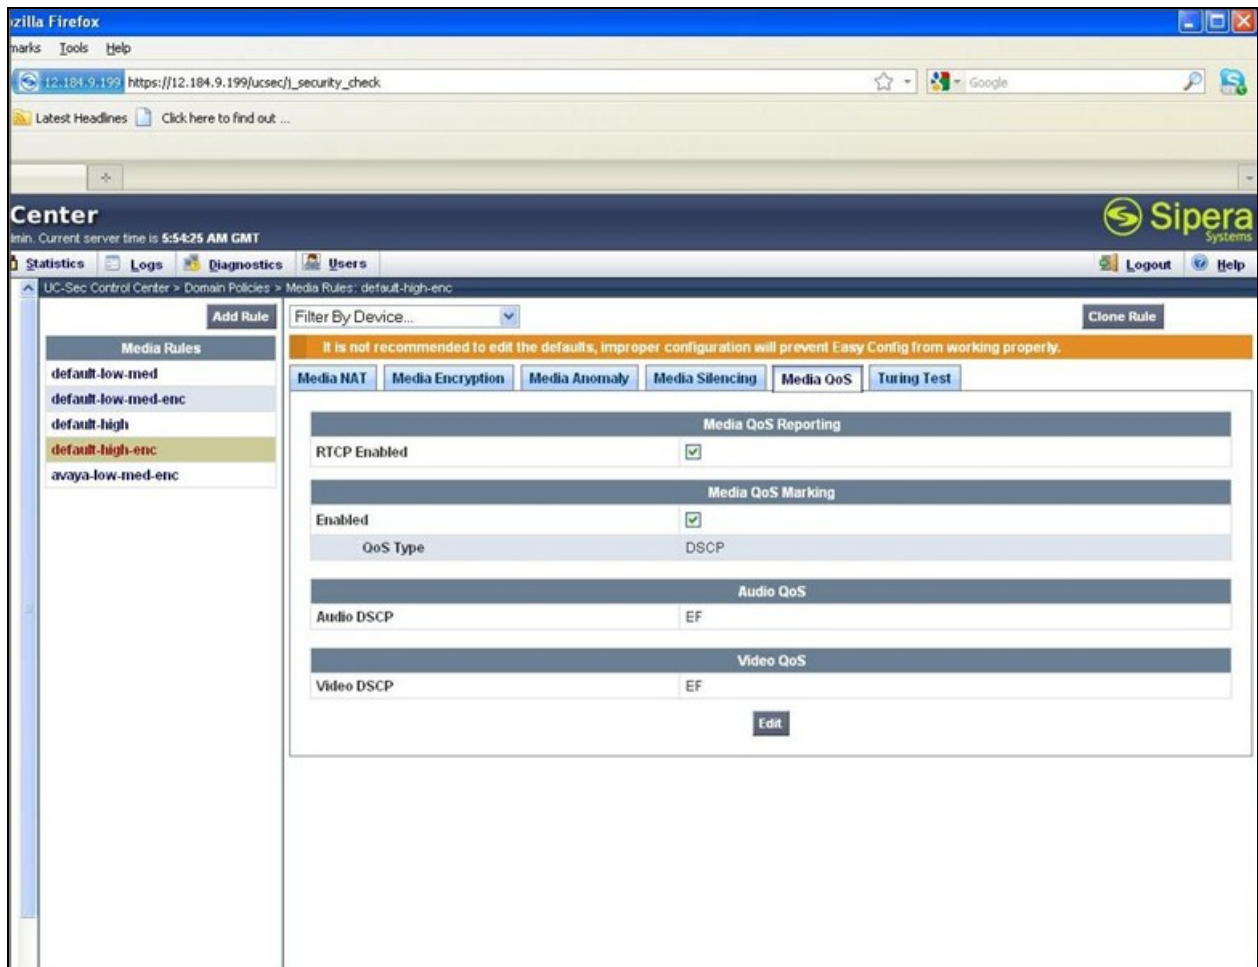 zilla Firefox
marks Tools Help
12.184.9.199 https://12.184.9.199/ucsec/j_security_check Google
Latest Headlines Click here to find out ...
Center Sipera
Systems
min. Current server time is 5:54:25 AM GMT
Statistics Logs Diagnostics Users Logout Help
UC-Sec Control Center > Domain Policies > Media Rules: default-high-enc
Add Rule Filter By Device... Clone Rule
Media Rules
default-low-med
default-low-med-enc
default-high
default-high-enc
avaya-low-med-enc
It is not recommended to edit the defaults, improper configuration will prevent Easy Config from working properly.
Media NAT Media Encryption Media Anomaly Media Silencing Media QoS Turing Test
Media QoS Reporting
RTCP Enabled
Media QoS Marking
Enabled
QoS Type DSCP
Audio QoS
Audio DSCP EF
Video QoS
Video DSCP EF
Edit